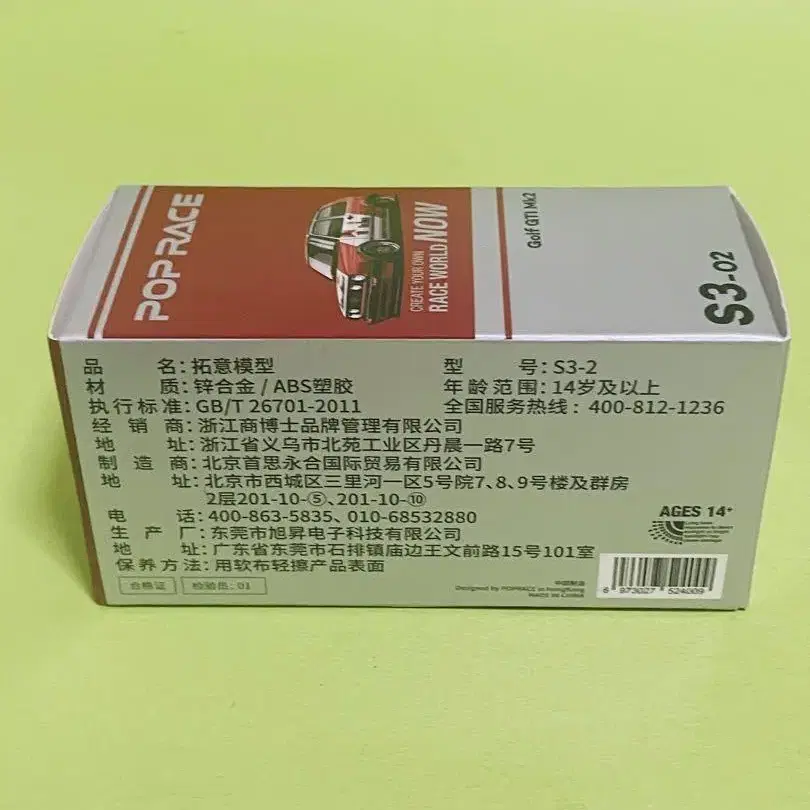 POP RACE
CREATE YOUR OWN
RACE WORLD NOW
Golf GTI Mk2
S3-02
品 名：拓意模型
型 号：S3-2
材 质：锌合金 / ABS塑胶
年龄范围：14岁及以上
执行标准：GB/T 26701-2011
全国服务热线：400-812-1236
经销商：浙江商博士品牌管理有限公司
地 址：浙江省义乌市北苑工业区丹晨一路7号
制造商：北京首思永合国际贸易有限公司
地 址：北京市西城区三里河一区5号院7、8、9号楼及群房
2层201-10-⑤、201-10-⑩
电 话：400-863-5835、010-68532880
生产厂：东莞市旭昇电子科技有限公司
地 址：广东省东莞市石排镇庙边王文前路15号101室
保养方法：用软布轻擦产品表面
合格证
检验员：01
AGES 14+
中国制造
Designed by POPRACE in HongKong
MADE IN CHINA
6 973027 524009